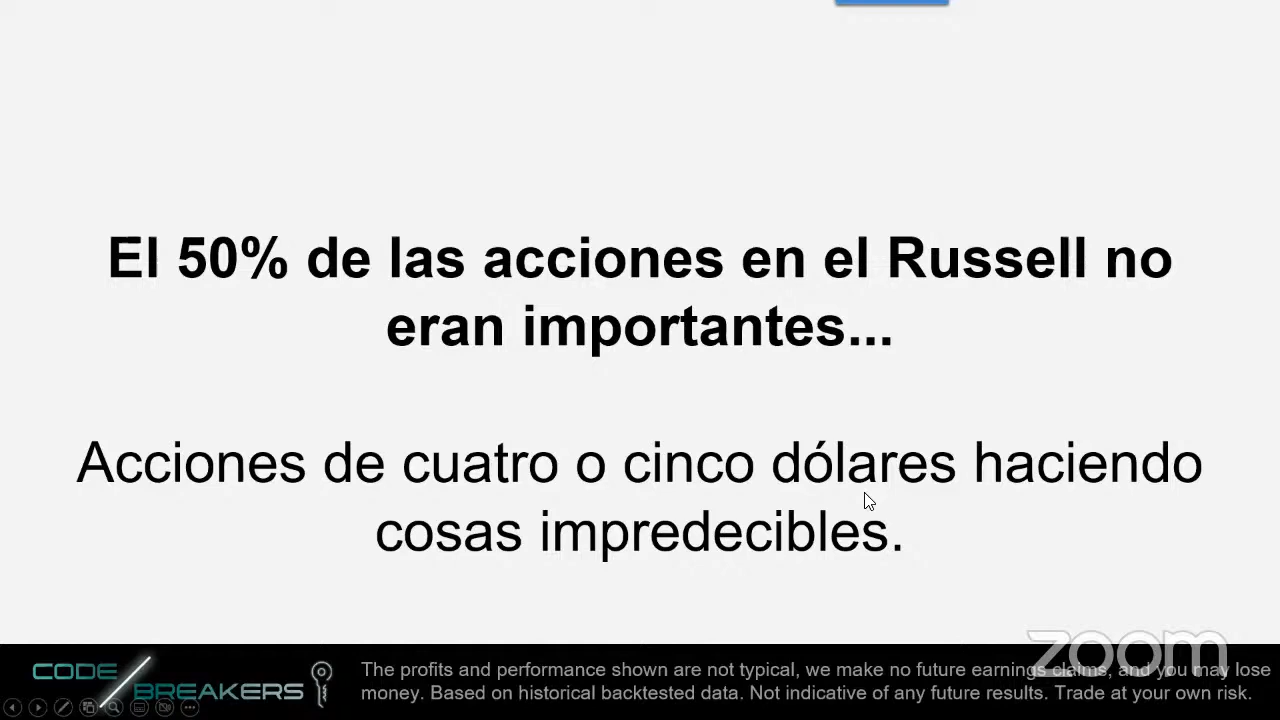 El 50% de las acciones en el Russell no
eran importantes...
Acciones de cuatro o cinco dólares haciendo
cosas impredecibles.
zoom
CODE
BREAKERS
The profits and performance shown are not typical, we make no future earnings claims, and you may lose
money. Based on historical backtested data. Not indicative of any future results. Trade at your own risk.